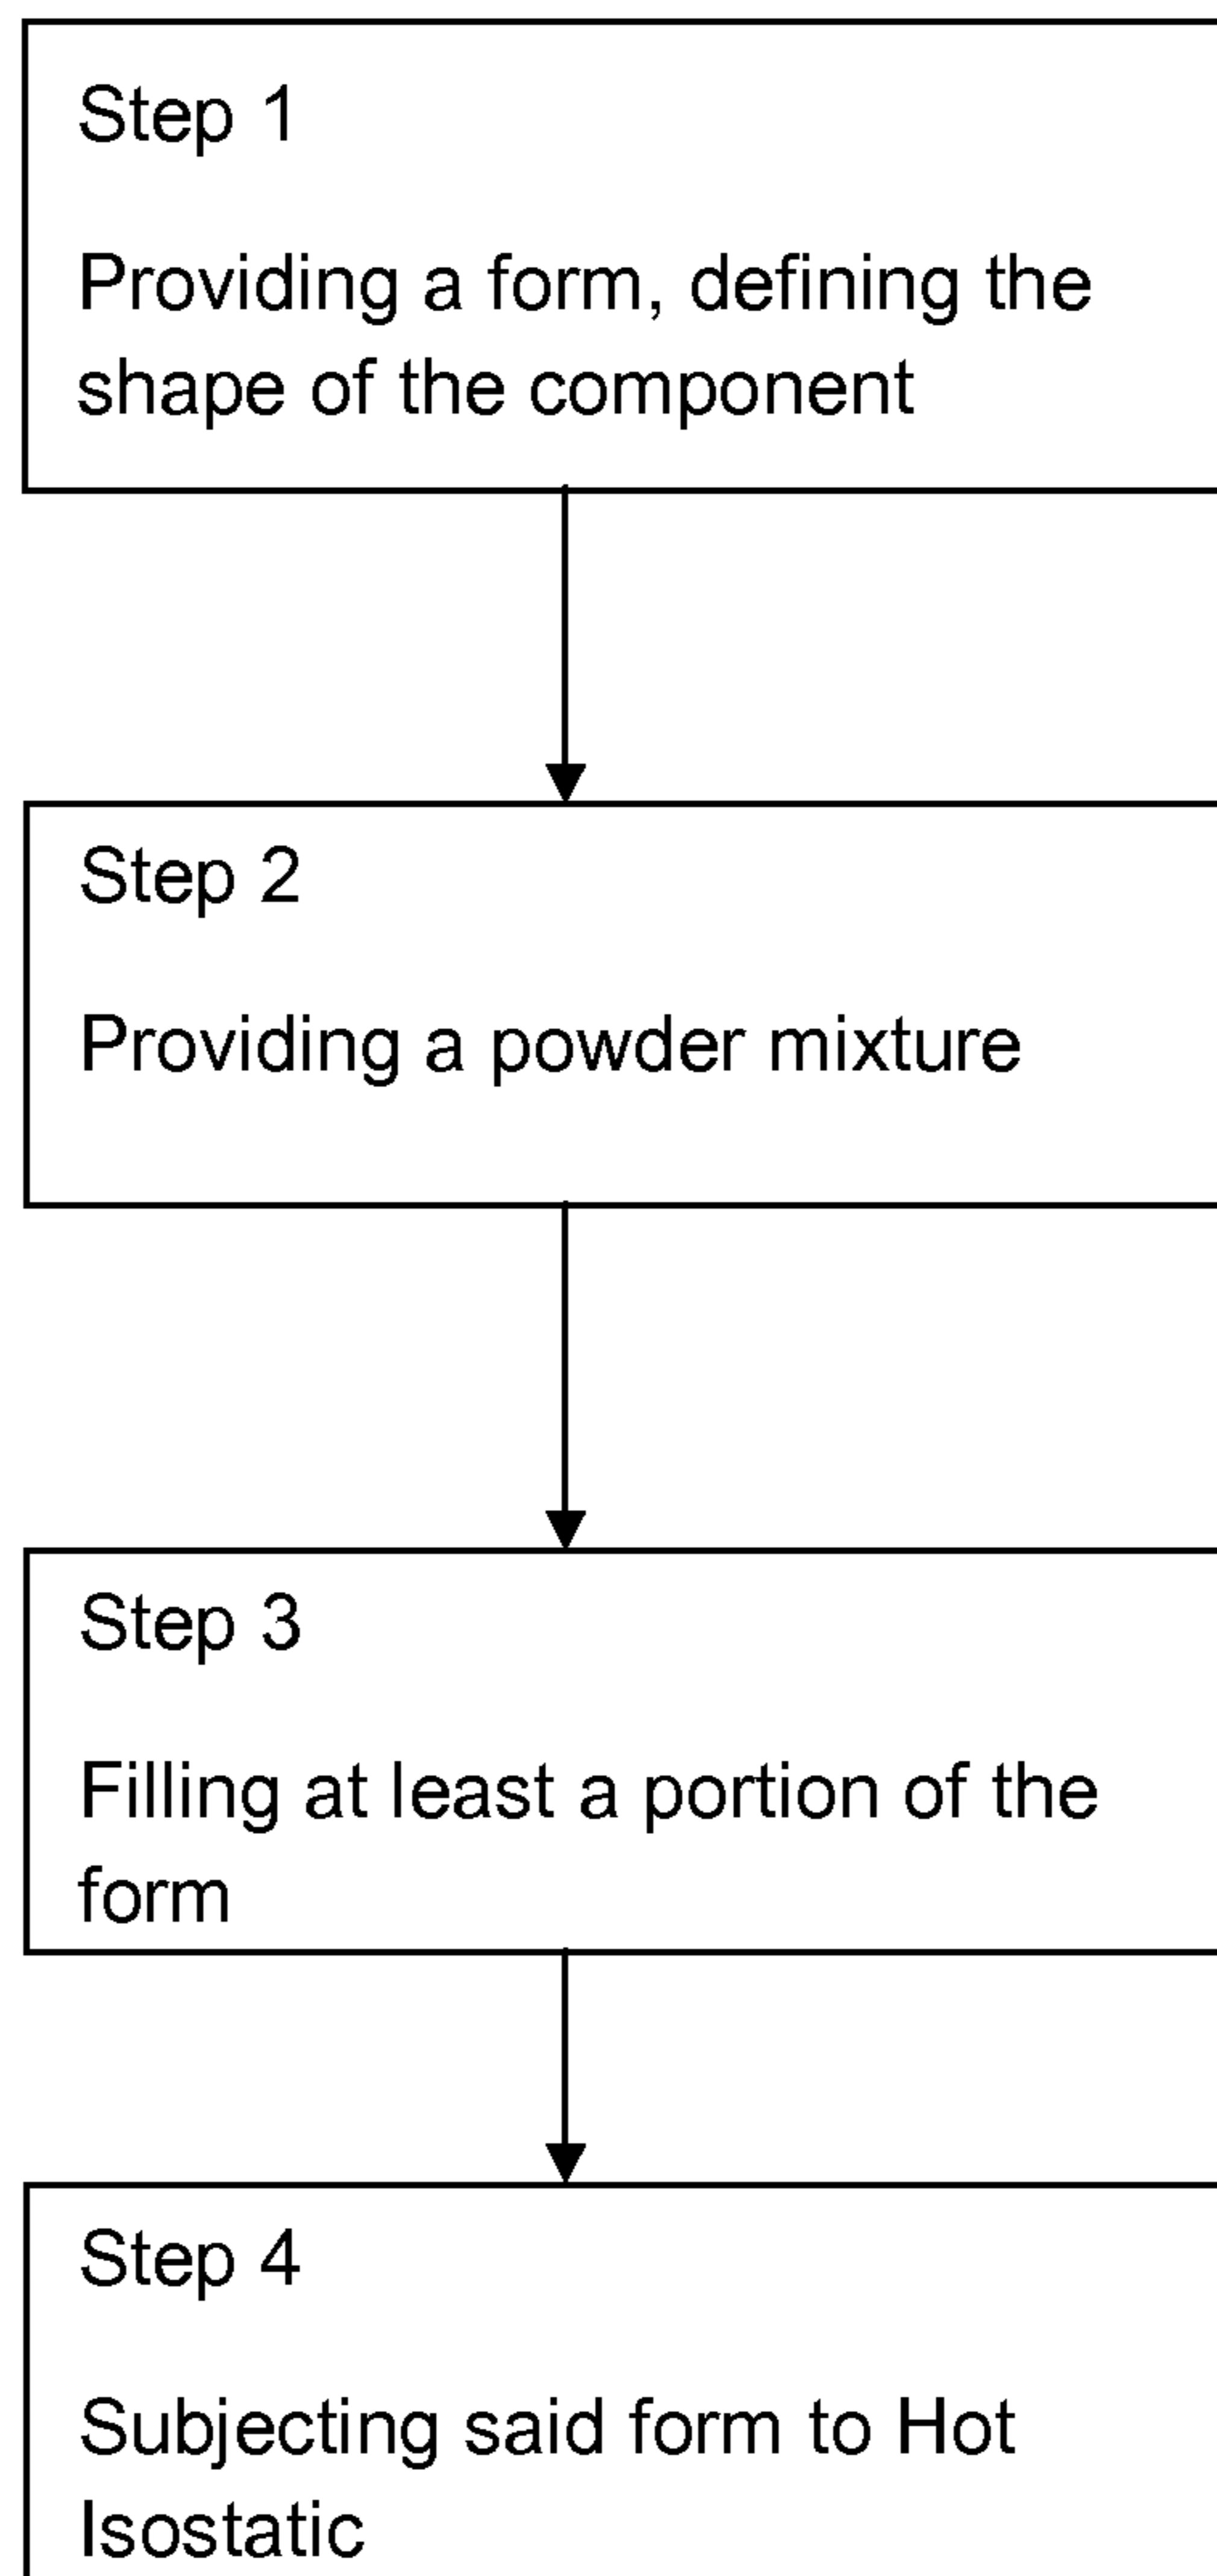 Step 1
Providing a form, defining the
shape of the component
Step 2
Providing a powder mixture
Step 3
Filling at least a portion of the
form
Step 4
Subjecting said form to Hot
Isostatic